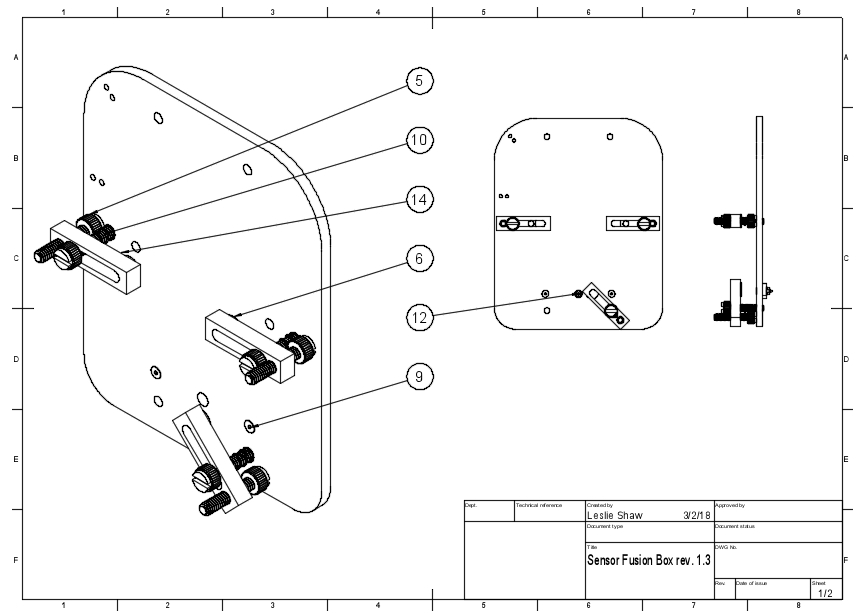 1 2 3 4 5 6 7 8
A A
B B
C C
D D
E E
F F
5
10
14
6
12
9
Dept. Technical reference Created by Approved by
Leslie Shaw 3/2/18
Document type Document status
Title DWG No.
Sensor Fusion Box rev. 1.3
Rev. Date of issue Sheet
1/2
1 2 3 4 5 6 7 8